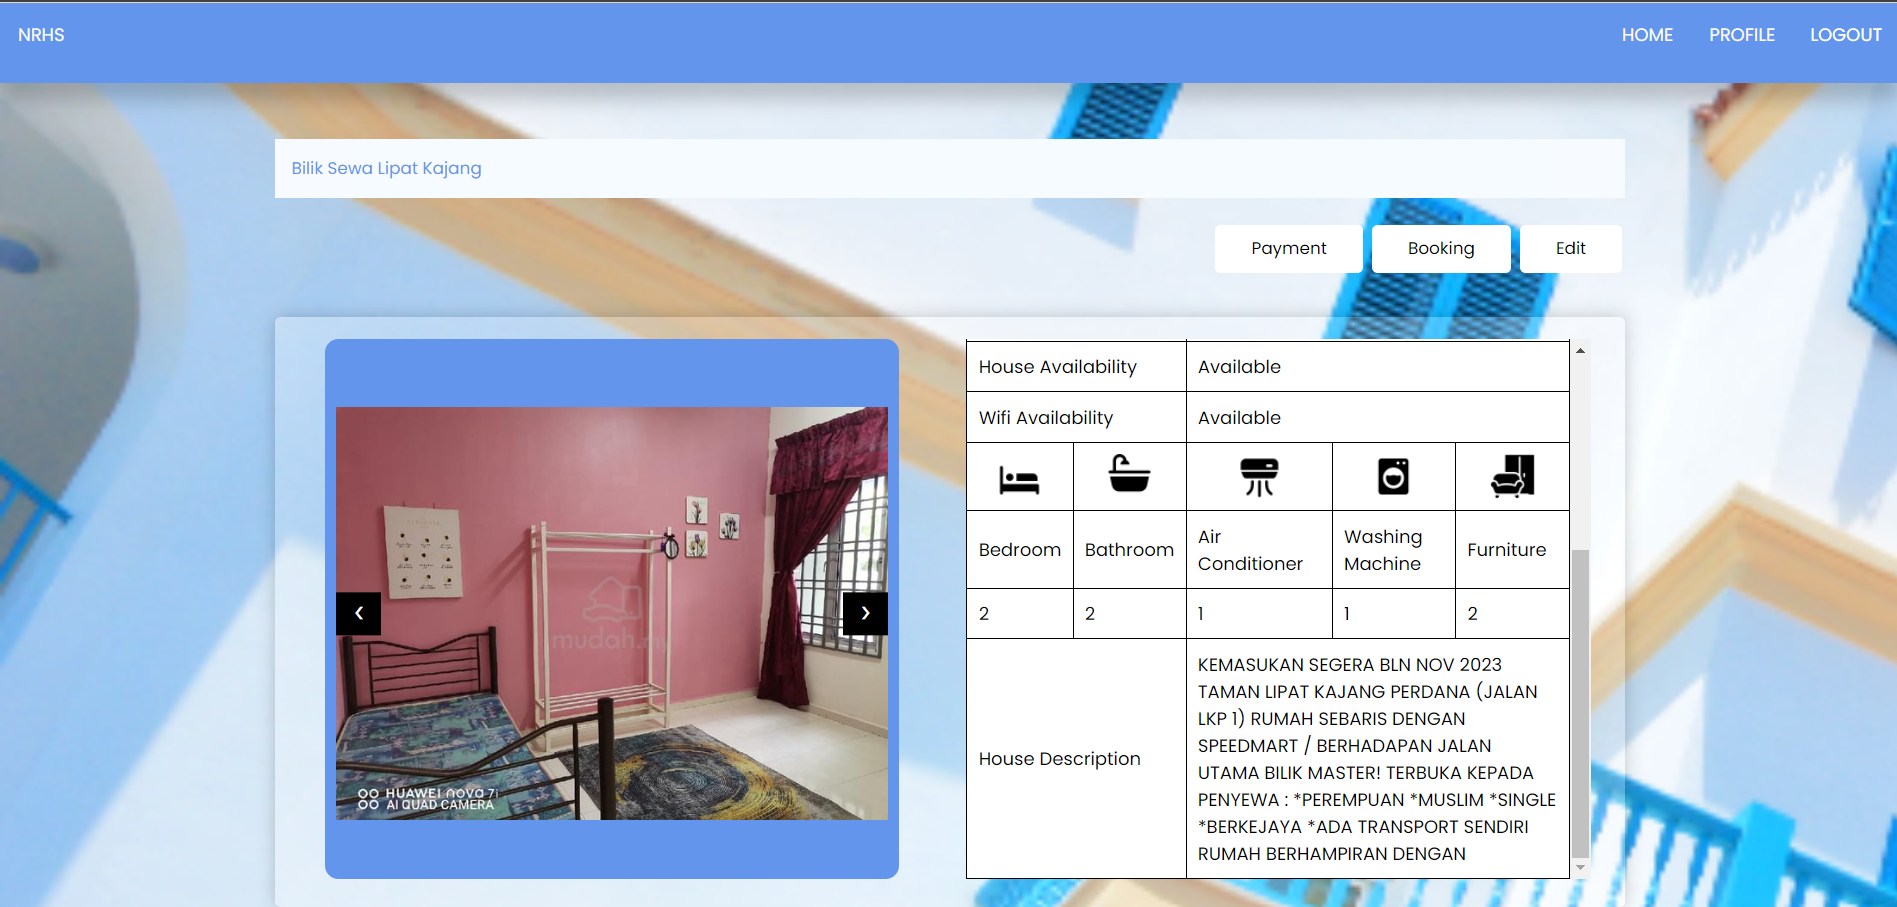 NRHS
HOME PROFILE LOGOUT
Bilik Sewa Lipat Kajang
Payment Booking Edit
mudah.my
HUAWEI nova 7i
AI QUAD CAMERA
House Availability Available
Wifi Availability Available
Bedroom Bathroom Air Conditioner Washing Machine Furniture
2 2 1 1 2
House Description
KEMASUKAN SEGERA BLN NOV 2023
TAMAN LIPAT KAJANG PERDANA (JALAN
LKP 1) RUMAH SEBARIS DENGAN
SPEEDMART / BERHADAPAN JALAN
UTAMA BILIK MASTER! TERBUKA KEPADA
PENYEWA : *PEREMPUAN *MUSLIM *SINGLE
*BERKEJAYA *ADA TRANSPORT SENDIRI
RUMAH BERHAMPIRAN DENGAN